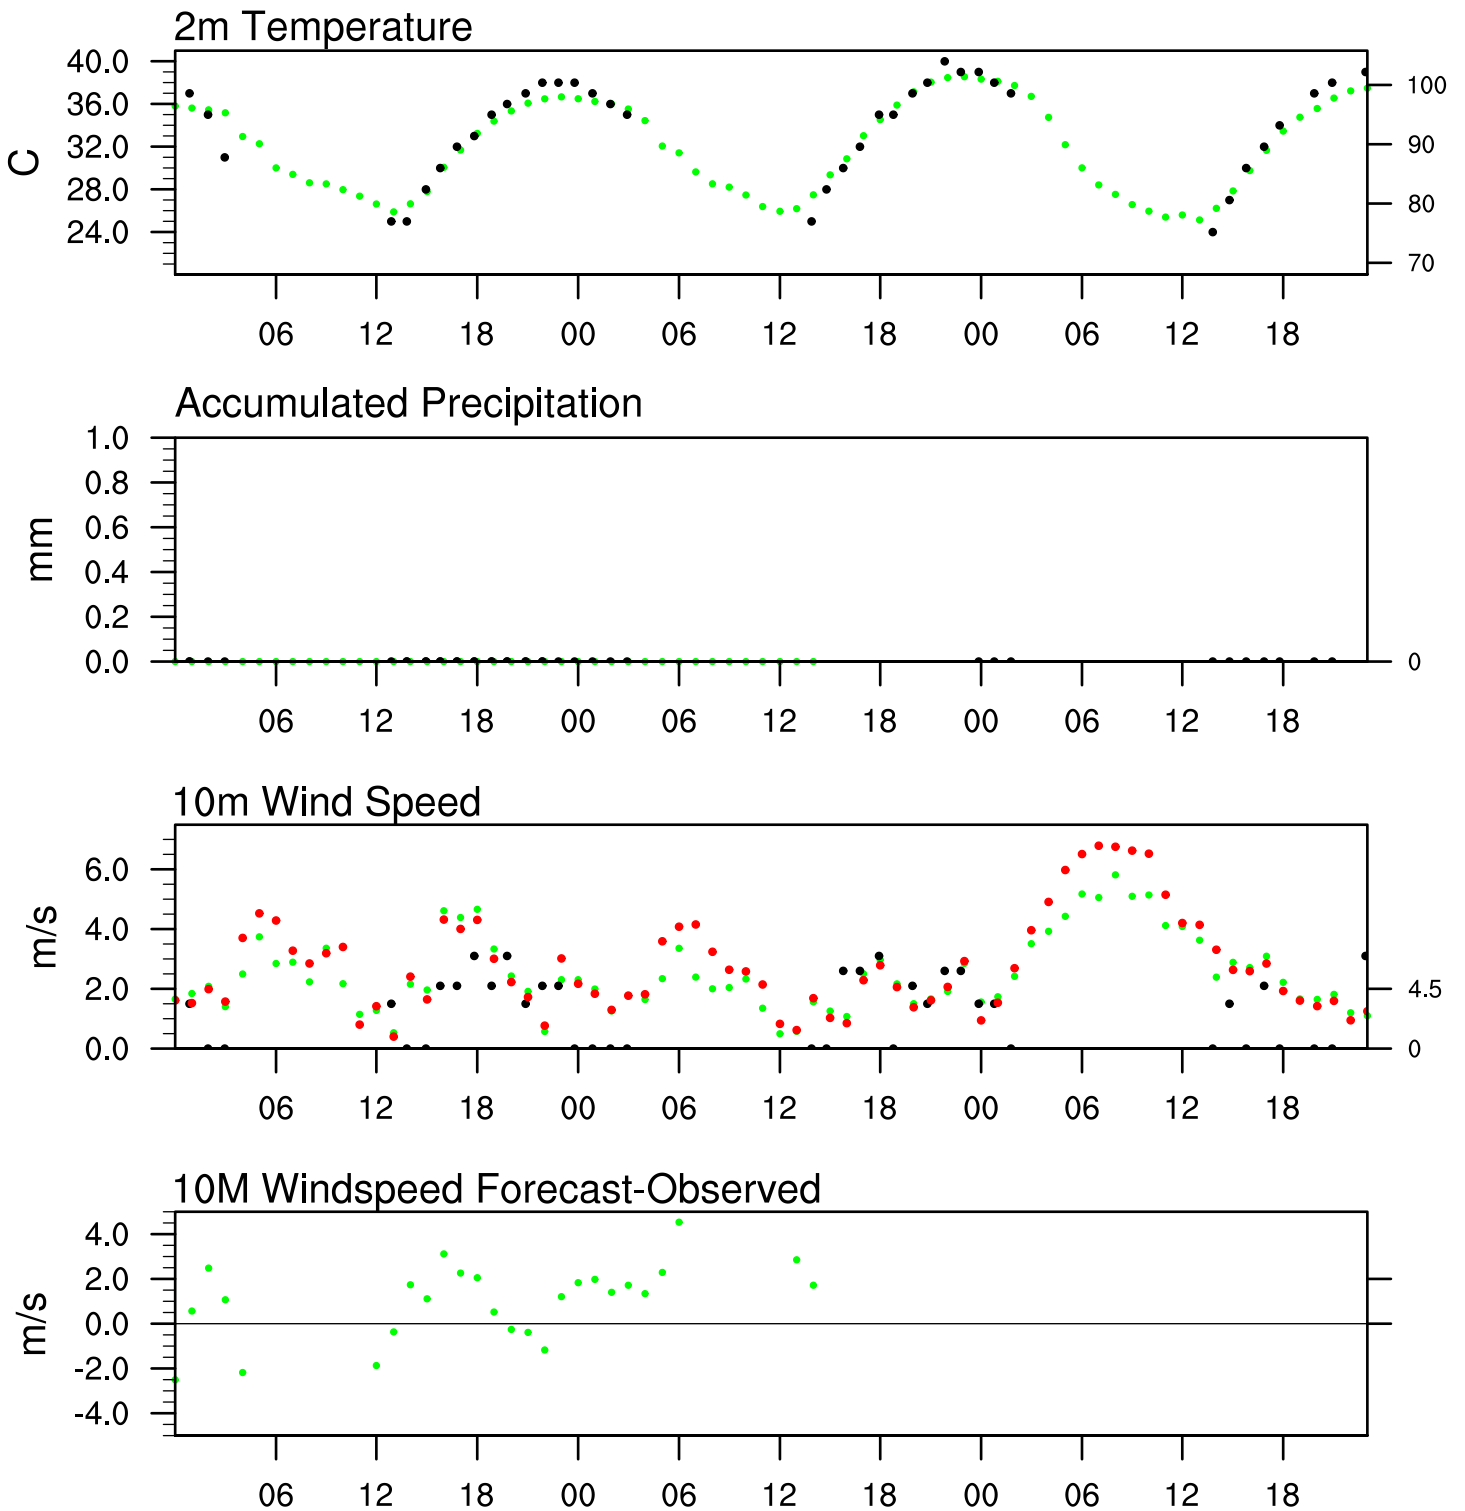 2m Temperature
40.0
36.0
32.0
28.0
24.0
C
100
90
80
70
06 12 18 00 06 12 18 00 06 12 18
Accumulated Precipitation
1.0
0.8
0.6
0.4
0.2
0.0
mm
0
06 12 18 00 06 12 18 00 06 12 18
10m Wind Speed
6.0
4.0
2.0
0.0
m/s
4.5
0
06 12 18 00 06 12 18 00 06 12 18
10M Windspeed Forecast-Observed
4.0
2.0
0.0
-2.0
-4.0
m/s
06 12 18 00 06 12 18 00 06 12 18